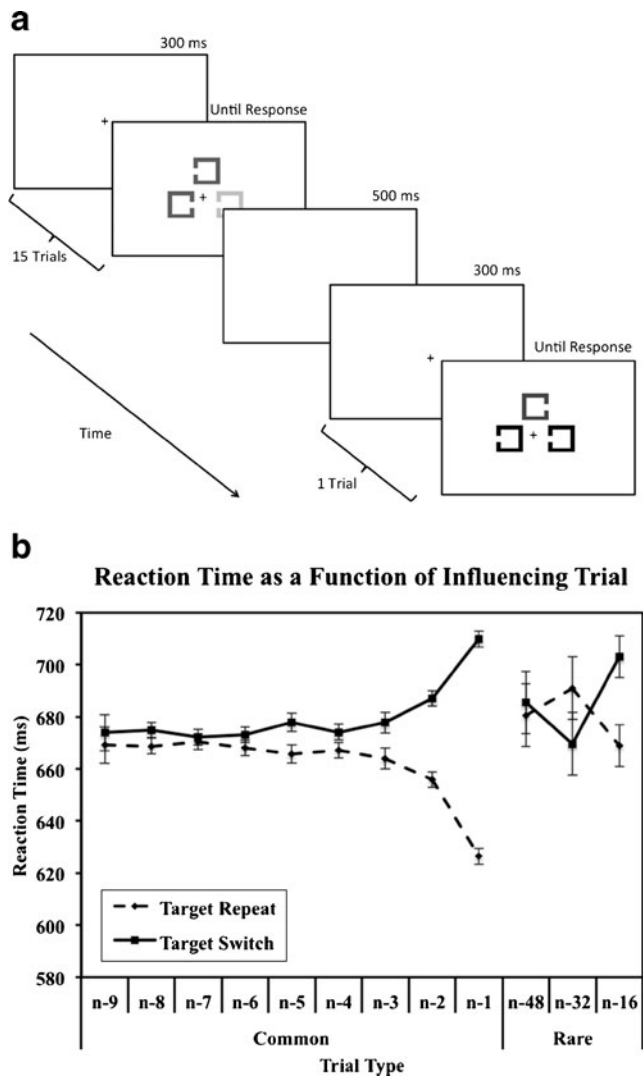 a
300 ms
Until Response
500 ms
15 Trials
300 ms
Until Response
Time
1 Trial
b
Reaction Time as a Function of Influencing Trial
720
700
680
660
640
620
600
580
Reaction Time (ms)
Target Repeat
Target Switch
n-9 n-8 n-7 n-6 n-5 n-4 n-3 n-2 n-1 n-48 n-32 n-16
Common Rare
Trial Type